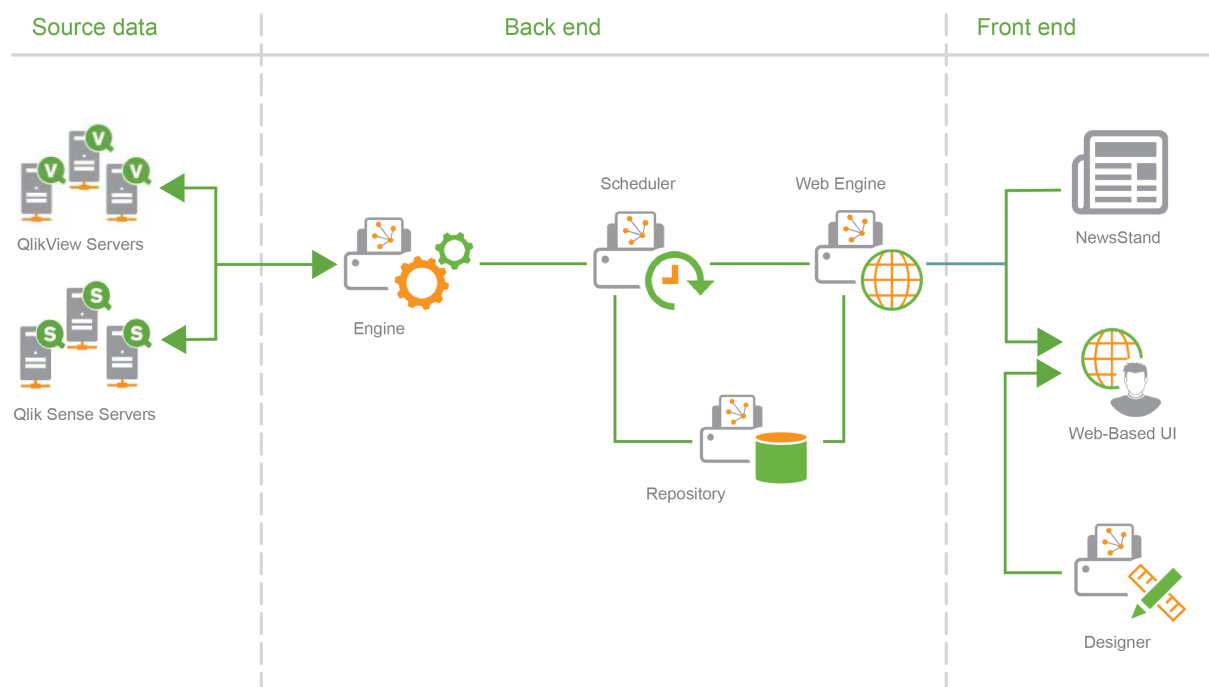 Source data
Back end
Front end
V
V
V
QlikView Servers
S
S
S
Qlik Sense Servers
Engine
Scheduler
Web Engine
Repository
NewsStand
Web-Based UI
Designer